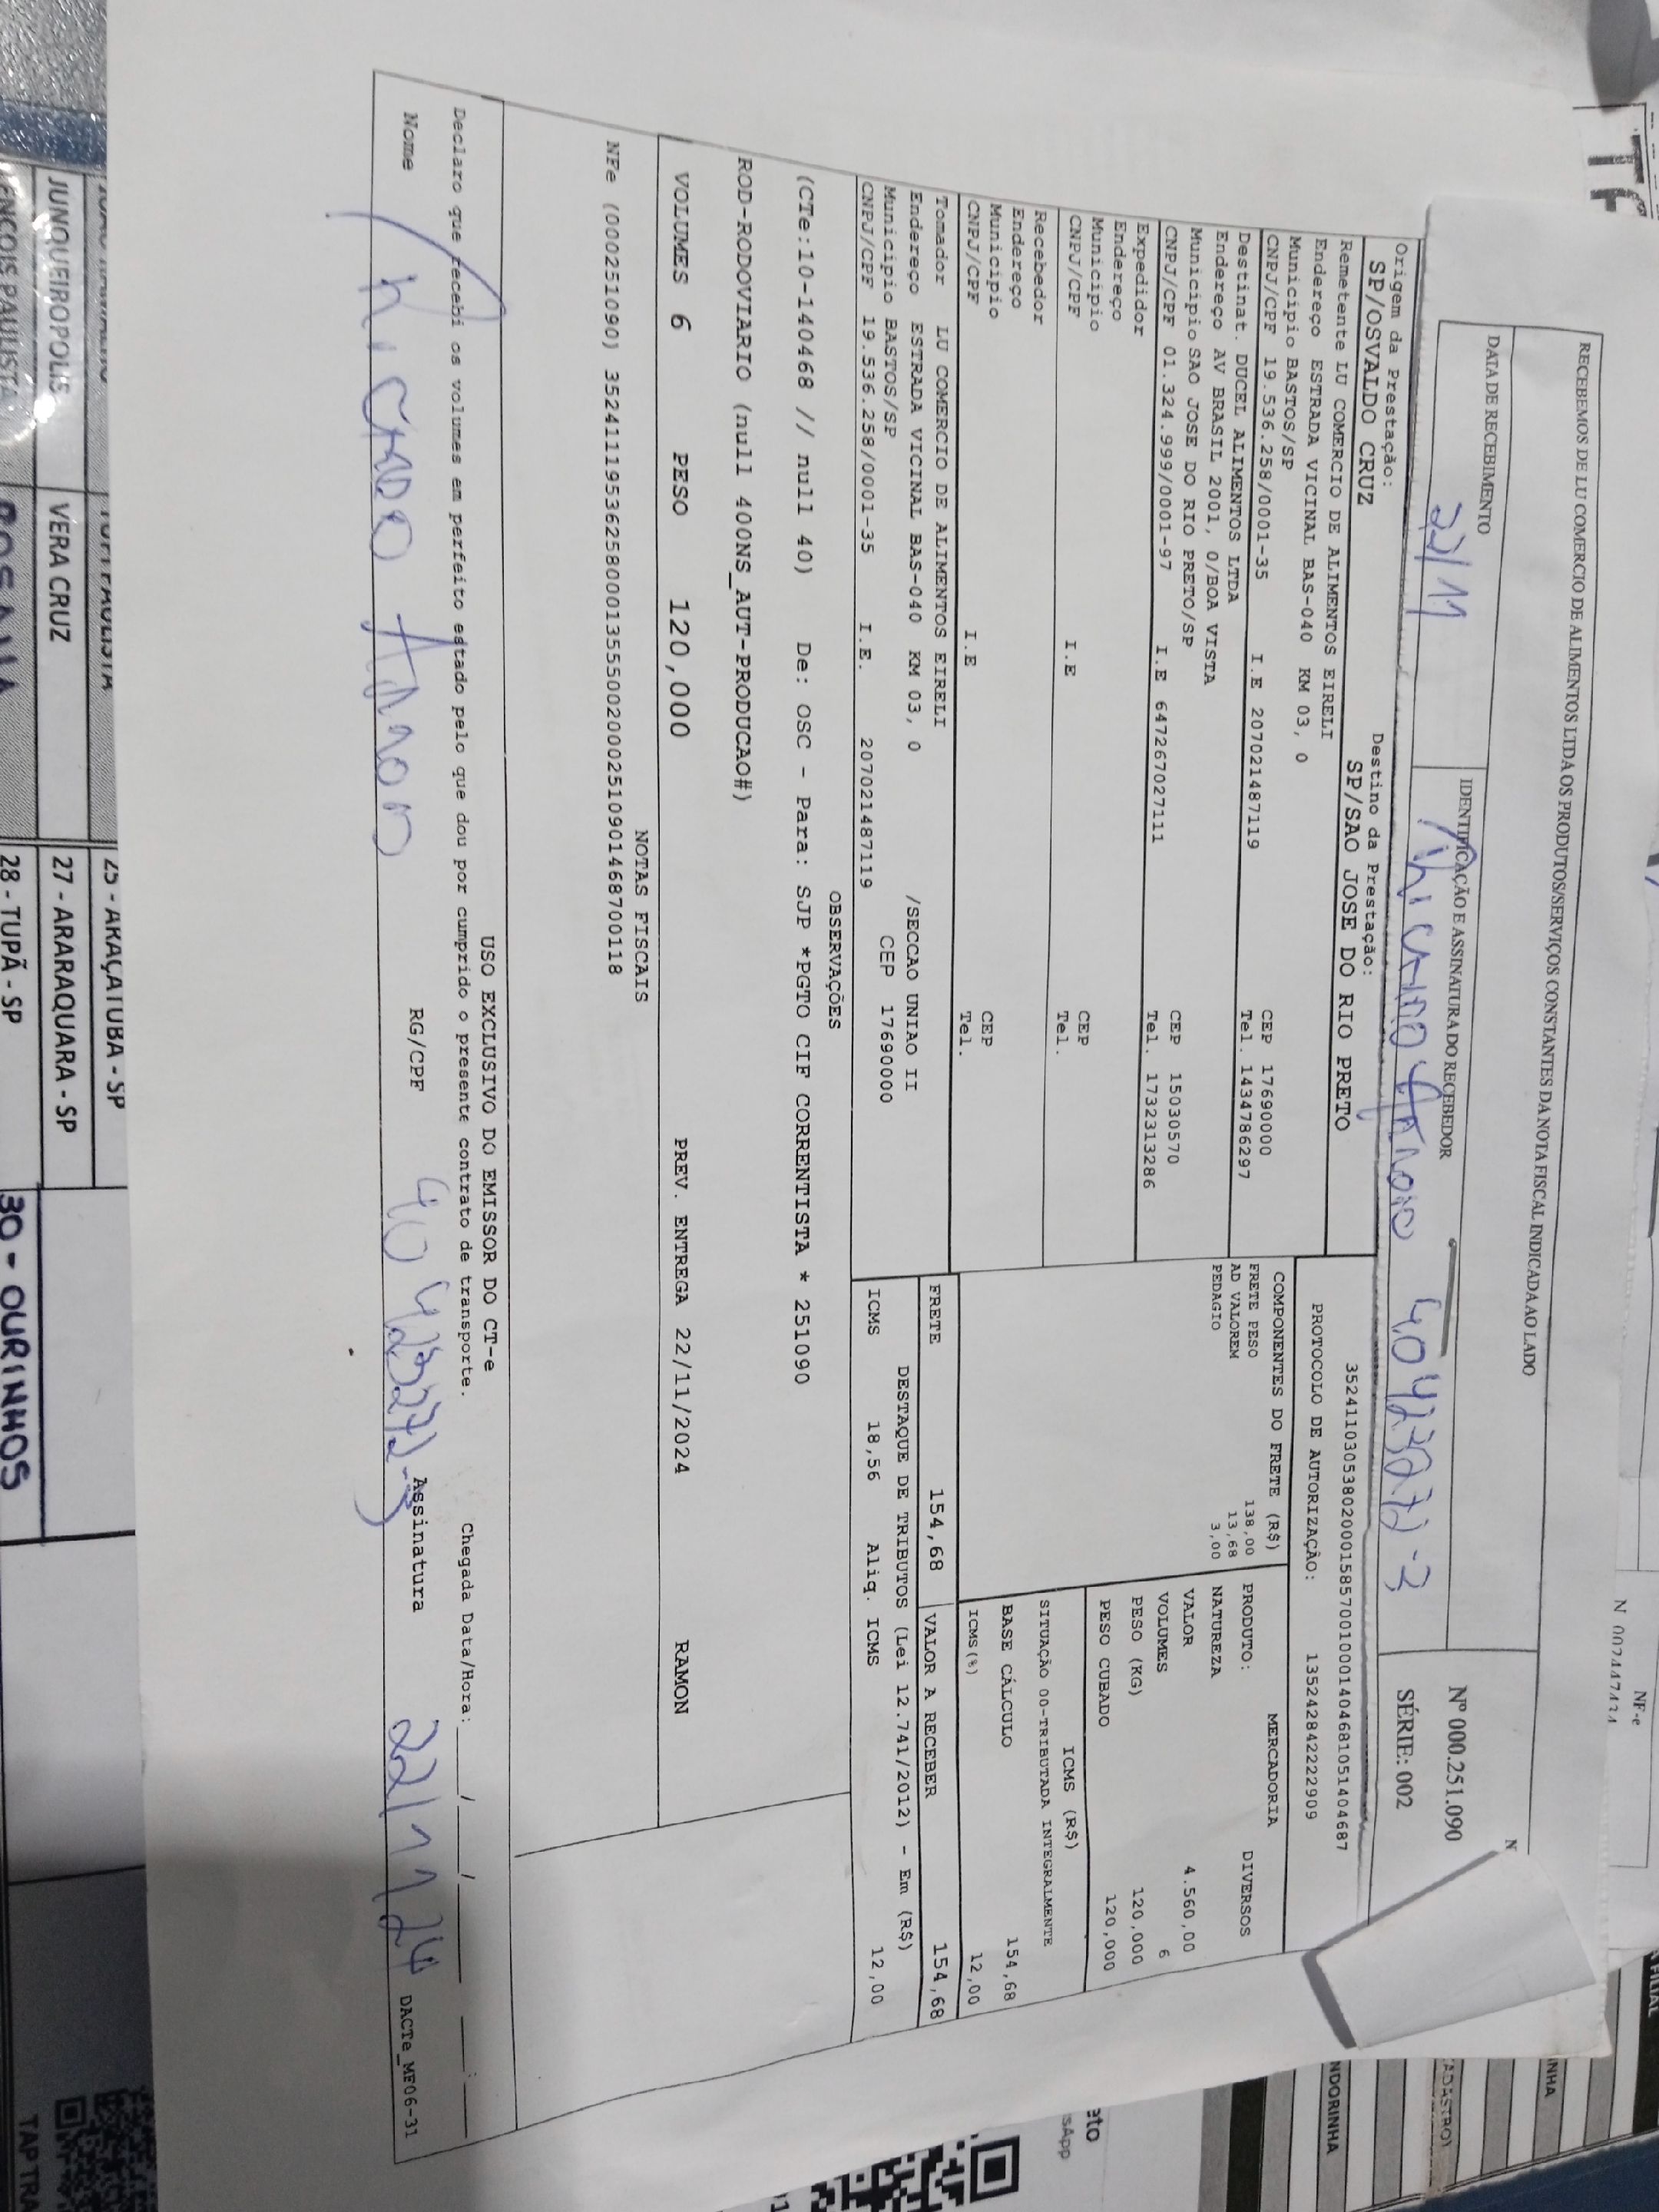 RECEBEMOS DE LU COMERCIO DE ALIMENTOS LTDA OS PRODUTOS/SERVIÇOS CONSTANTES DA NOTA FISCAL INDICADA AO LADO
NF-e
DATA DE RECEBIMENTO
IDENTIFICAÇÃO E ASSINATURA DO RECEBEDOR
22/11
40423272-3
Nº 000.251.090
SÉRIE: 002
Origem da Prestação:
SP/OSVALDO CRUZ
Destino da Prestação:
SP/SAO JOSE DO RIO PRETO
Remetente LU COMERCIO DE ALIMENTOS EIRELI
Endereço ESTRADA VICINAL BAS-040 KM 03, 0
Municipio BASTOS/SP CEP 17690000
CNPJ/CPF 19.536.258/0001-35 I.E 207021487119 Tel. 1434786297
Destinat. DUCEL ALIMENTOS LTDA
Endereço AV BRASIL 2001, 0/BOA VISTA
Municipio SAO JOSE DO RIO PRETO/SP CEP 15030570
CNPJ/CPF 01.324.999/0001-97 I.E 647267027111 Tel. 1732313286
Expedidor
Endereço
Municipio CEP
CNPJ/CPF I.E Tel.
Recebedor
Endereço
Municipio CEP
CNPJ/CPF I.E Tel.
Tomador LU COMERCIO DE ALIMENTOS EIRELI
Endereço ESTRADA VICINAL BAS-040 KM 03, 0 /SECCAO UNIAO II
Municipio BASTOS/SP CEP 17690000
CNPJ/CPF 19.536.258/0001-35 I.E. 207021487119
35241103053802000158570010001404681051404687
PROTOCOLO DE AUTORIZAÇÃO: 135242842222909
COMPONENTES DO FRETE (R$)
FRETE PESO 138,00
AD VALOREM 13,68
PEDAGIO 3,00
MERCADORIA
PRODUTO: DIVERSOS
NATUREZA
VALOR 4.560,00
VOLUMES 6
PESO (KG) 120,000
PESO CUBADO 120,000
ICMS (R$)
SITUAÇÃO 00-TRIBUTADA INTEGRALMENTE
BASE CÁLCULO 154,68
ICMS(%) 12,00
FRETE 154,68
VALOR A RECEBER 154,68
DESTAQUE DE TRIBUTOS (Lei 12.741/2012) - Em (R$)
ICMS 18,56 Aliq. ICMS 12,00
OBSERVAÇÕES
(CTe:10-140468 // null 40) De: OSC - Para: SJP *PGTO CIF CORRENTISTA * 251090
ROD-RODOVIARIO (null 400NS_AUT-PRODUCAO#)
VOLUMES 6 PESO 120,000 PREV. ENTREGA 22/11/2024 RAMON
NOTAS FISCAIS
NFe (000251090) 35241119536258000135550020002510901468700118
USO EXCLUSIVO DO EMISSOR DO CT-e
Declaro que recebi os volumes em perfeito estado pelo que dou por cumprido o presente contrato de transporte. Chegada Data/Hora:____/____/____ ___:___
Nome RG/CPF 40423272-3 Assinatura 22/11/24 DACTe_MF06-31
25 - ARAÇATUBA - SP
JUNQUEIROPOLIS
VERA CRUZ
27 - ARARAQUARA - SP
28 - TUPÃ - SP
30 - OURINHOS